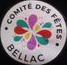 • COMITÉ DES FÊTES •
BELLAC